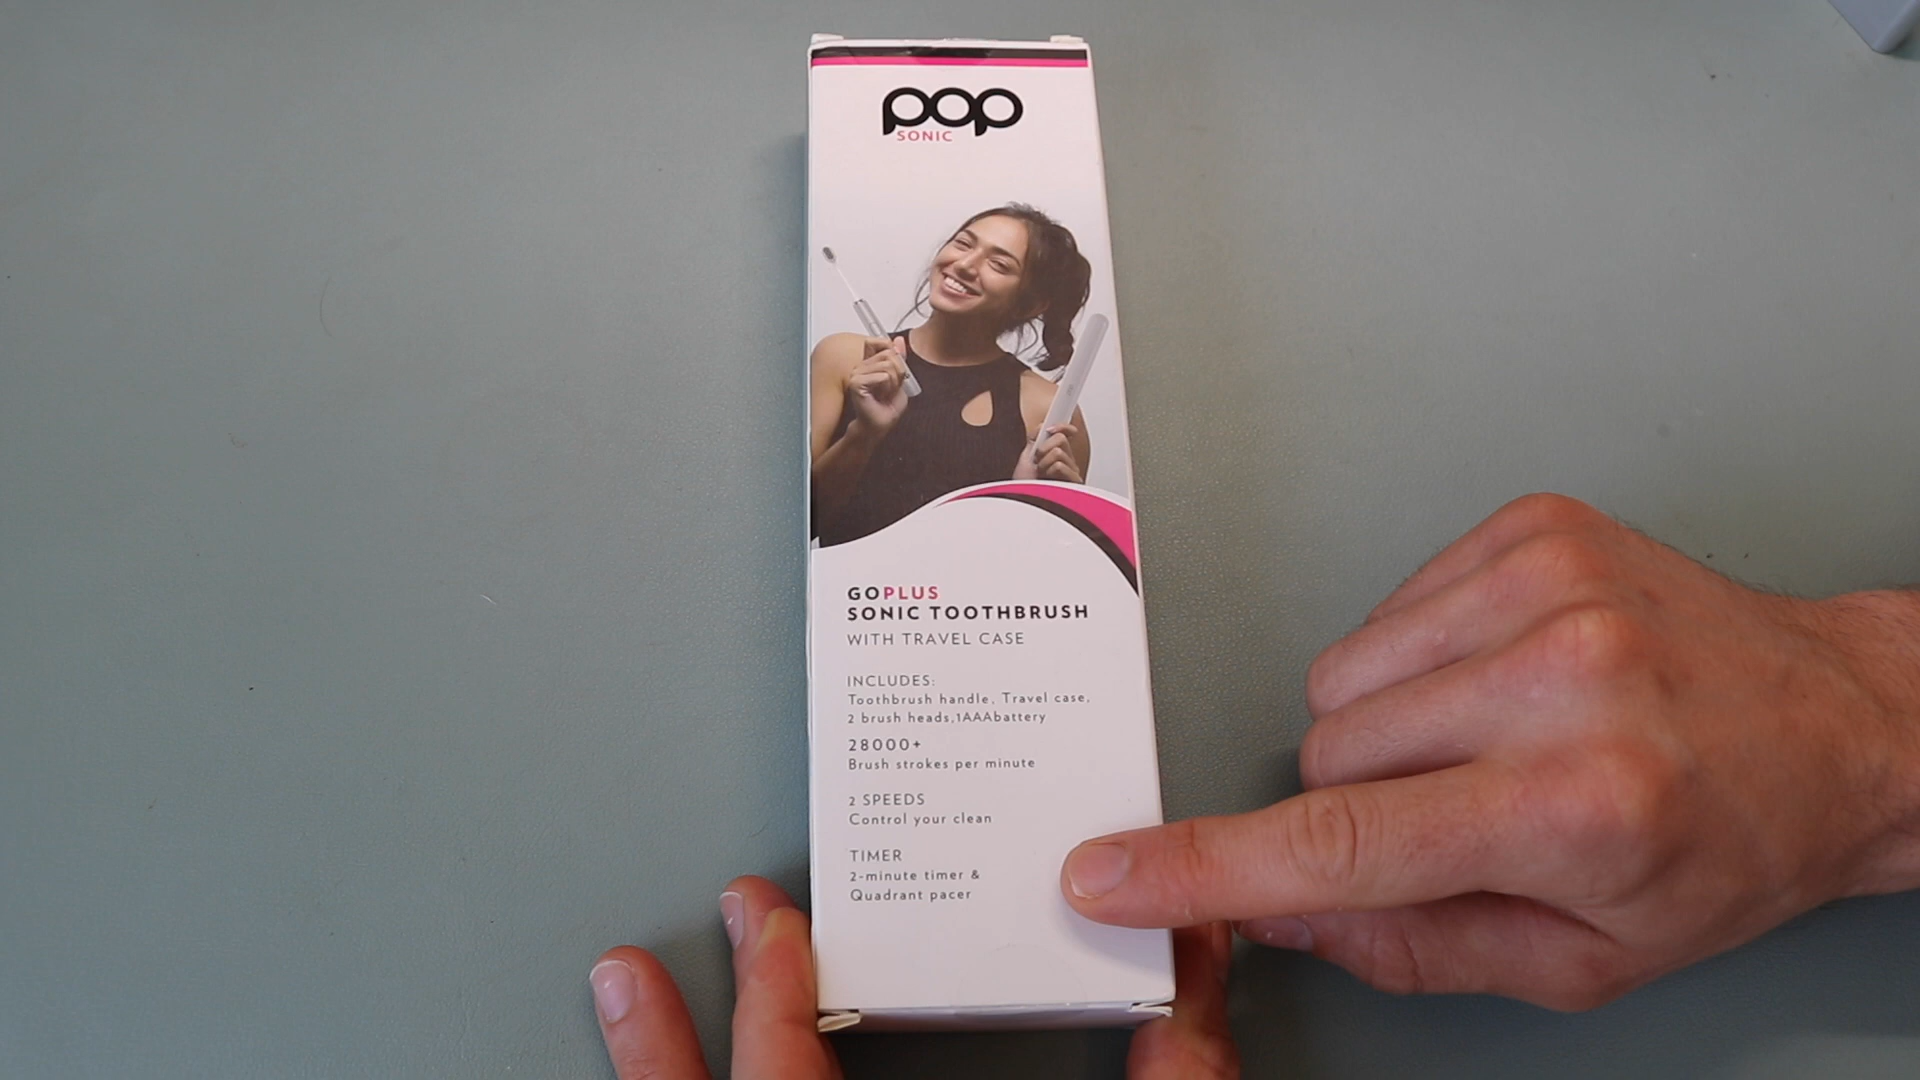 pop
SONIC
GOPLUS
SONIC TOOTHBRUSH
WITH TRAVEL CASE
INCLUDES:
Toothbrush handle, Travel case,
2 brush heads,1AAAbattery
28000+
Brush strokes per minute
2 SPEEDS
Control your clean
TIMER
2-minute timer &
Quadrant pacer